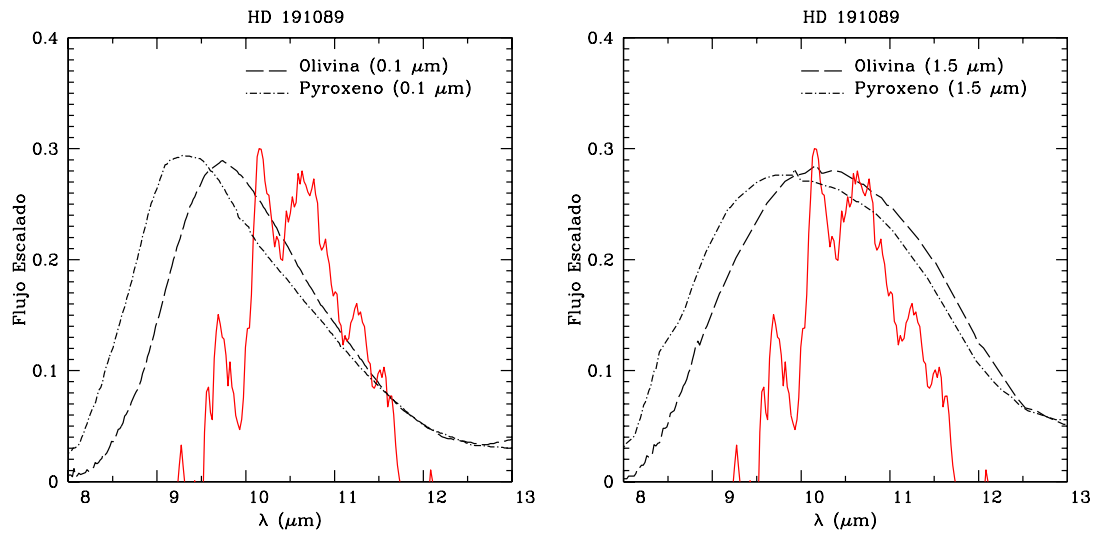 HD 191089
0.4
0.3
0.2
0.1
0
Flujo Escalado
Olivina (0.1 μm)
Pyroxeno (0.1 μm)
8 9 10 11 12 13
λ (μm)
HD 191089
0.4
0.3
0.2
0.1
0
Flujo Escalado
Olivina (1.5 μm)
Pyroxeno (1.5 μm)
8 9 10 11 12 13
λ (μm)